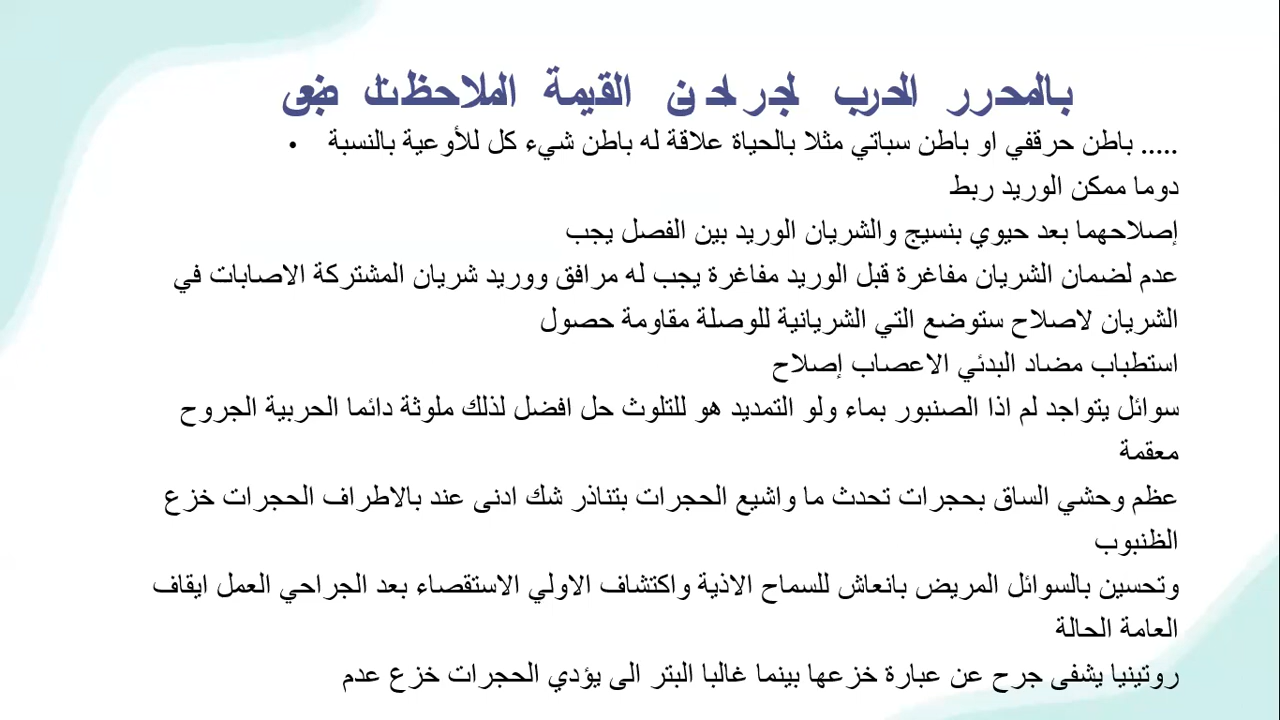 بالمحرر الحرب لجراحين القيمة الملاحظات بعض
..... باطن حرقفي او باطن سباتي مثلا بالحياة علاقة له باطن شيء كل للأوعية بالنسبة •
دوما ممكن الوريد ربط
إصلاحهما بعد حيوي بنسيج والشريان الوريد بين الفصل يجب
عدم لضمان الشريان مفاغرة قبل الوريد مفاغرة يجب له مرافق ووريد شريان المشتركة الاصابات في
الشريان لاصلاح ستوضع التي الشريانية للوصلة مقاومة حصول
استطباب مضاد البدئي الاعصاب إصلاح
سوائل يتواجد لم اذا الصنبور بماء ولو التمديد هو للتلوث حل افضل لذلك ملوثة دائما الحربية الجروح
معقمة
عظم وحشي الساق بحجرات تحدث ما واشيع الحجرات بتناذر شك ادنى عند بالاطراف الحجرات خزع
الظنبوب
وتحسين بالسوائل المريض بانعاش للسماح الاذية واكتشاف الاولي الاستقصاء بعد الجراحي العمل ايقاف
العامة الحالة
روتينيا يشفى جرح عن عبارة خزعها بينما غالبا البتر الى يؤدي الحجرات خزع عدم